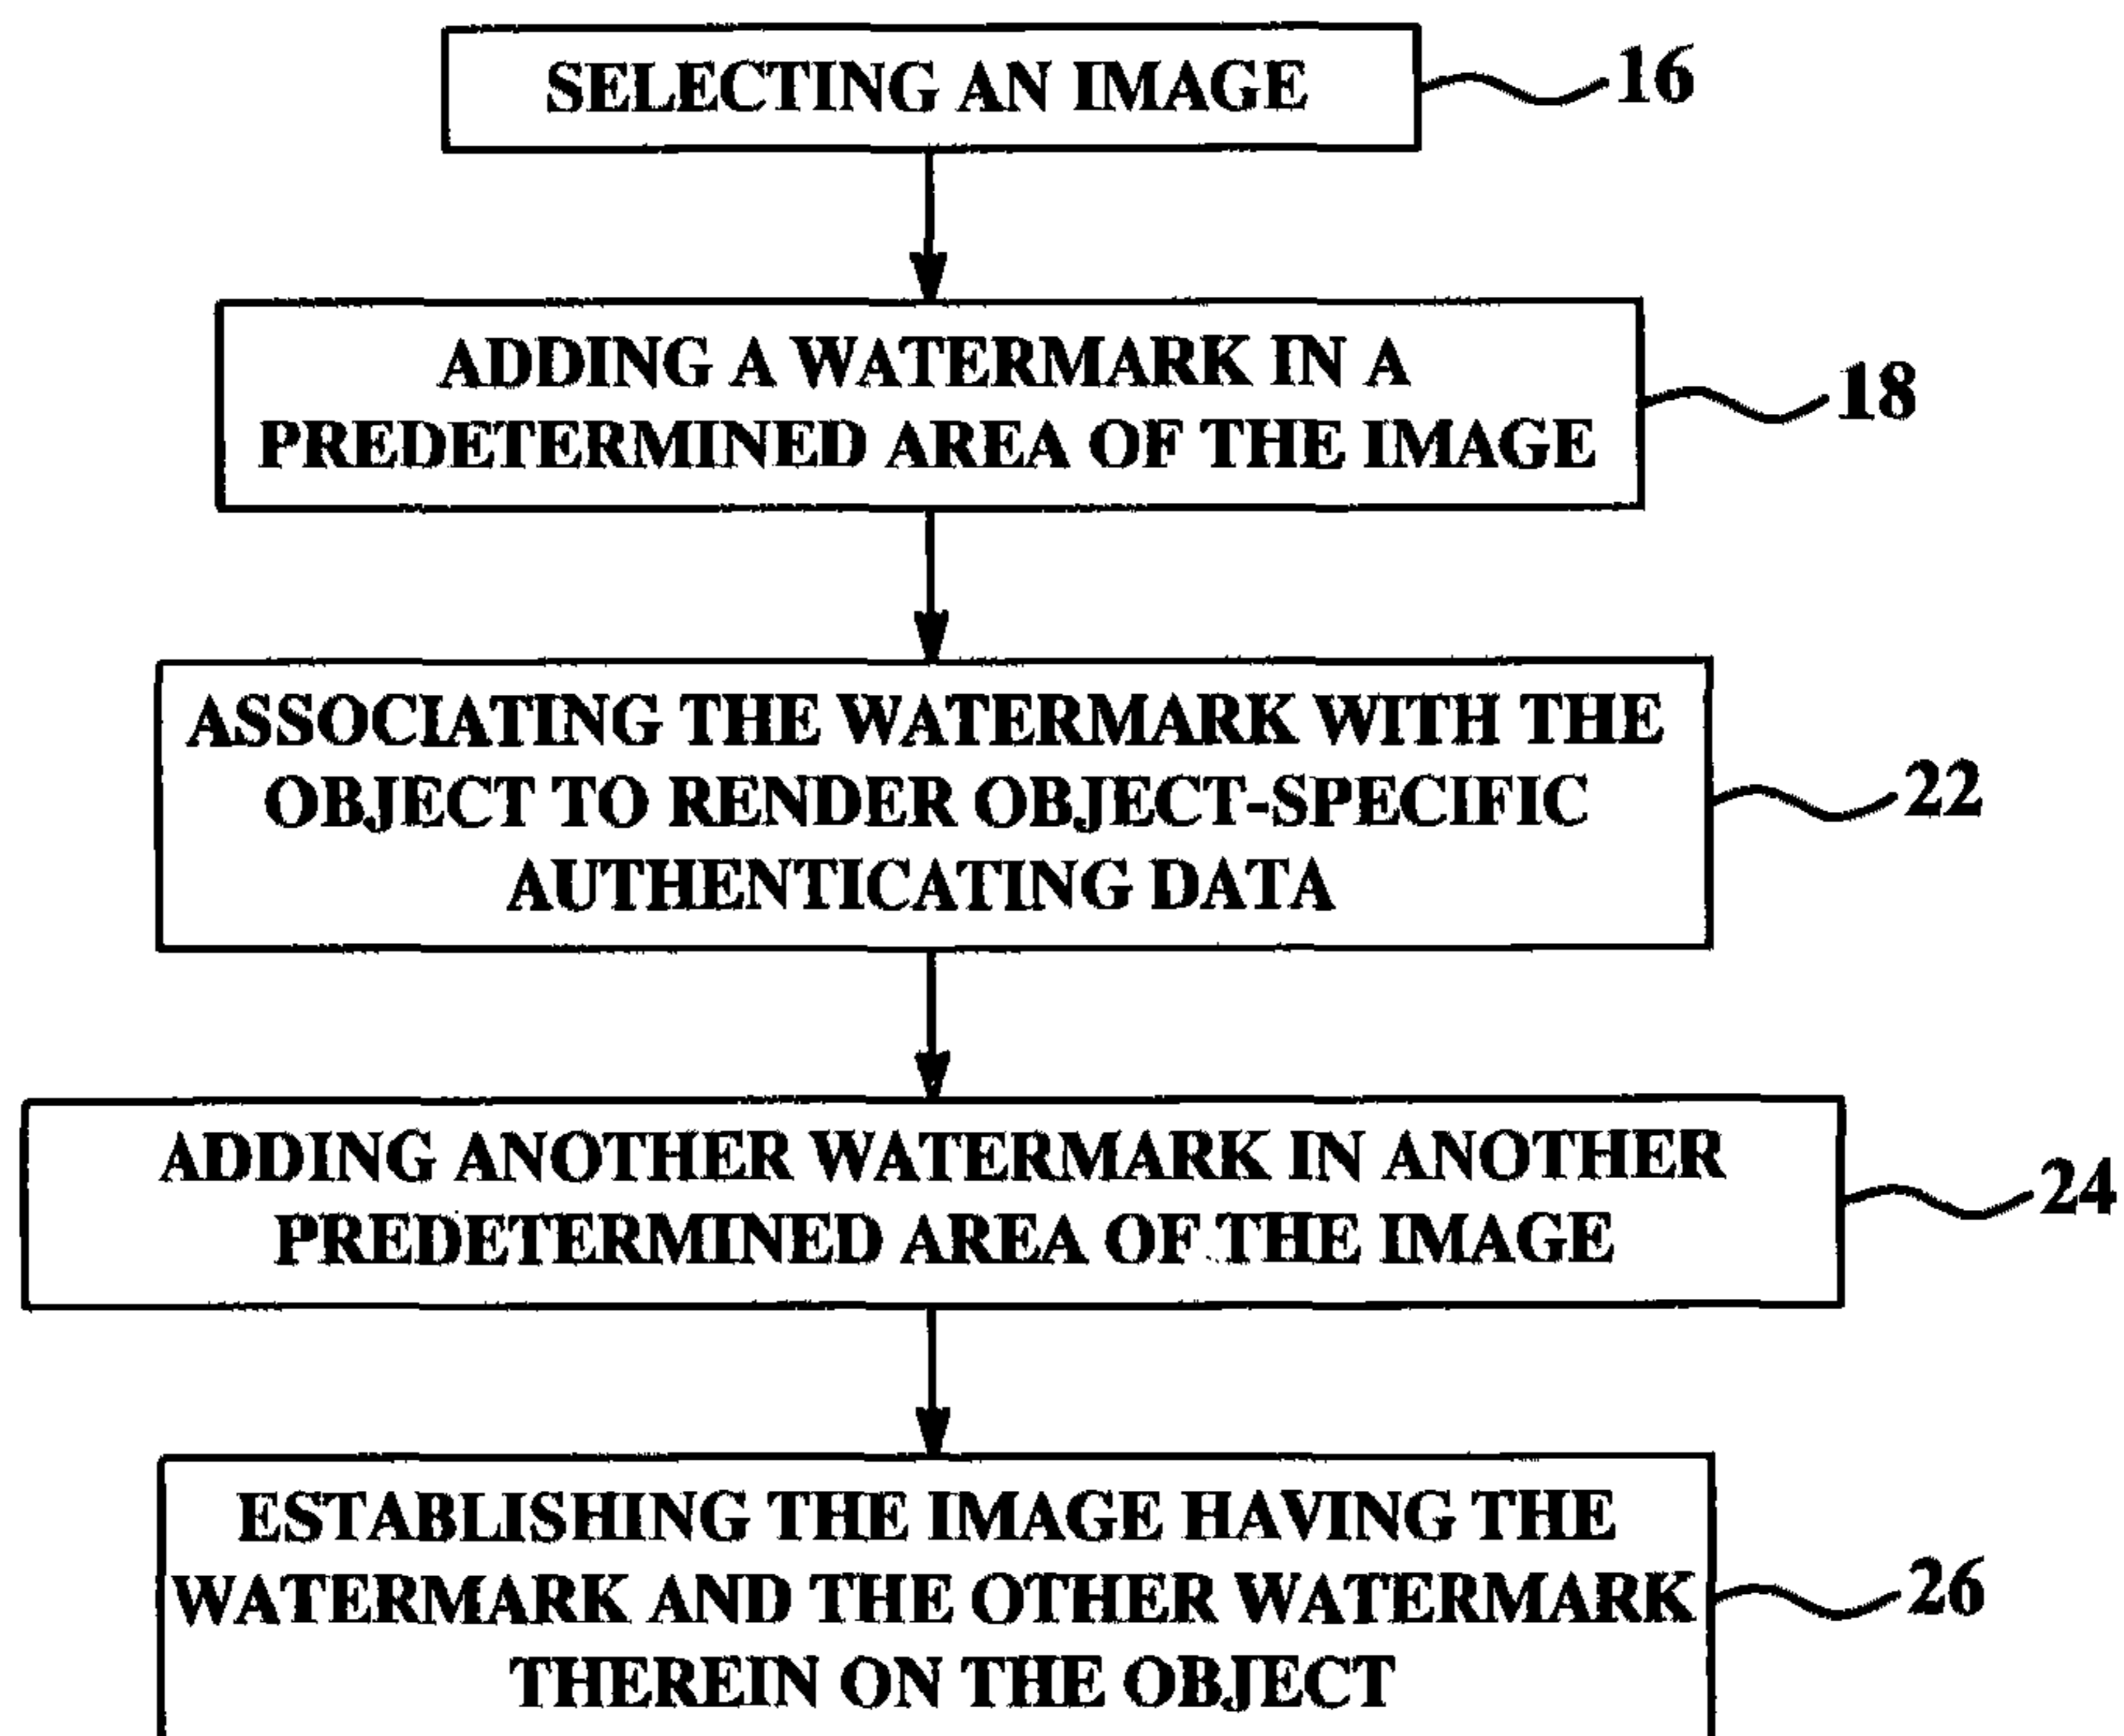 SELECTING AN IMAGE
16
ADDING A WATERMARK IN A
PREDETERMINED AREA OF THE IMAGE
18
ASSOCIATING THE WATERMARK WITH THE
OBJECT TO RENDER OBJECT-SPECIFIC
AUTHENTICATING DATA
22
ADDING ANOTHER WATERMARK IN ANOTHER
PREDETERMINED AREA OF THE IMAGE
24
ESTABLISHING THE IMAGE HAVING THE
WATERMARK AND THE OTHER WATERMARK
THEREIN ON THE OBJECT
26